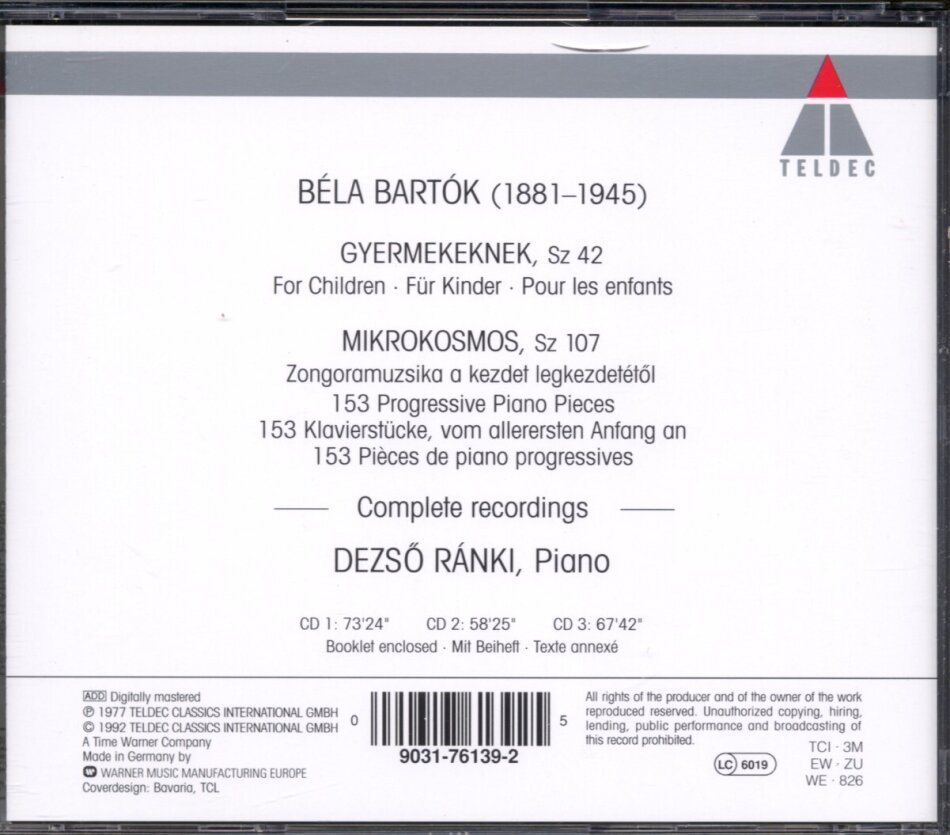 TELDEC
BÉLA BARTÓK (1881–1945)
GYERMEKEKNEK, Sz 42
For Children · Für Kinder · Pour les enfants
MIKROKOSMOS, Sz 107
Zongoramuzsika a kezdet legkezdetétől
153 Progressive Piano Pieces
153 Klavierstücke, vom allerersten Anfang an
153 Pièces de piano progressives
Complete recordings
DEZSŐ RÁNKI, Piano
CD 1: 73'24" CD 2: 58'25" CD 3: 67'42"
Booklet enclosed · Mit Beiheft · Texte annexé
ADD Digitally mastered
℗ 1977 TELDEC CLASSICS INTERNATIONAL GMBH
© 1992 TELDEC CLASSICS INTERNATIONAL GMBH
A Time Warner Company
Made in Germany by
WARNER MUSIC MANUFACTURING EUROPE
Coverdesign: Bavaria, TCL
0 5
9031-76139-2
All rights of the producer and of the owner of the work
reproduced reserved. Unauthorized copying, hiring,
lending, public performance and broadcasting of
this record prohibited.
LC 6019
TCI · 3M
EW · ZU
WE · 826